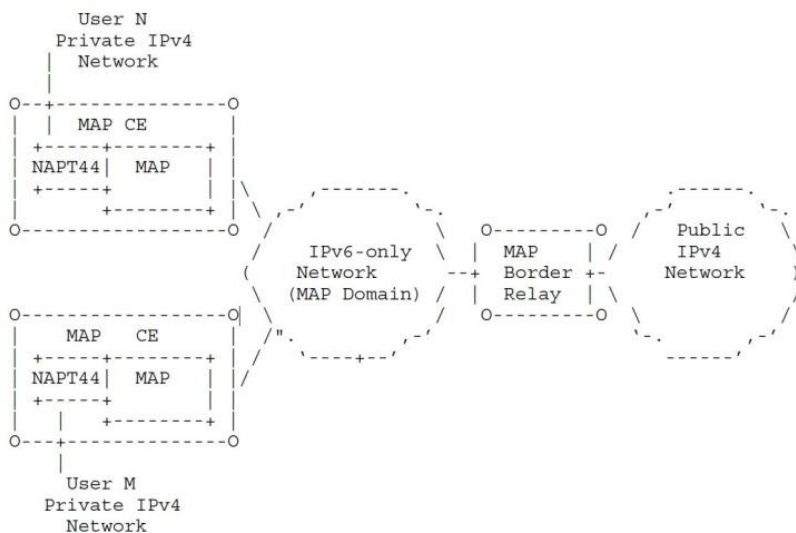 User N
Private IPv4
Network
MAP CE
NAPT44 MAP
IPv6-only
Network
(MAP Domain)
MAP
Border
Relay
Public
IPv4
Network
MAP CE
NAPT44 MAP
User M
Private IPv4
Network